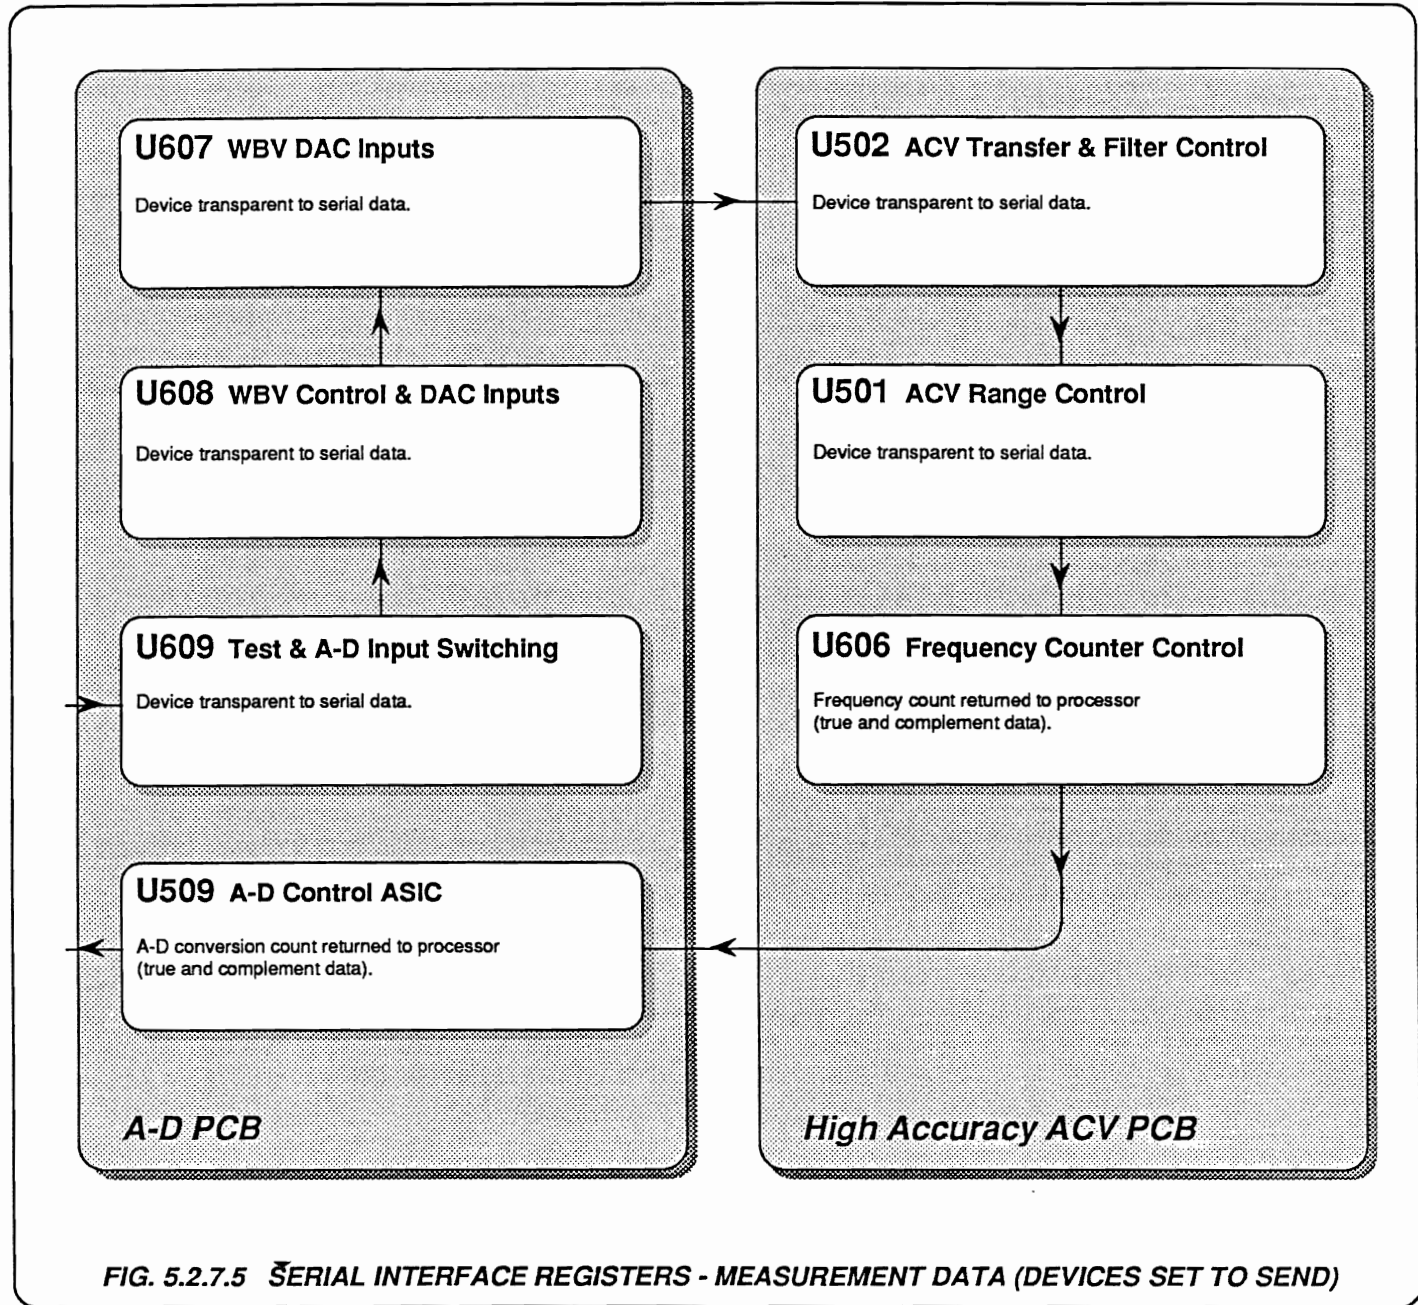 U607 WBV DAC Inputs
Device transparent to serial data.
U608 WBV Control & DAC Inputs
Device transparent to serial data.
U609 Test & A-D Input Switching
Device transparent to serial data.
U509 A-D Control ASIC
A-D conversion count returned to processor
(true and complement data).
A-D PCB
U502 ACV Transfer & Filter Control
Device transparent to serial data.
U501 ACV Range Control
Device transparent to serial data.
U606 Frequency Counter Control
Frequency count returned to processor
(true and complement data).
High Accuracy ACV PCB
FIG. 5.2.7.5 SERIAL INTERFACE REGISTERS - MEASUREMENT DATA (DEVICES SET TO SEND)